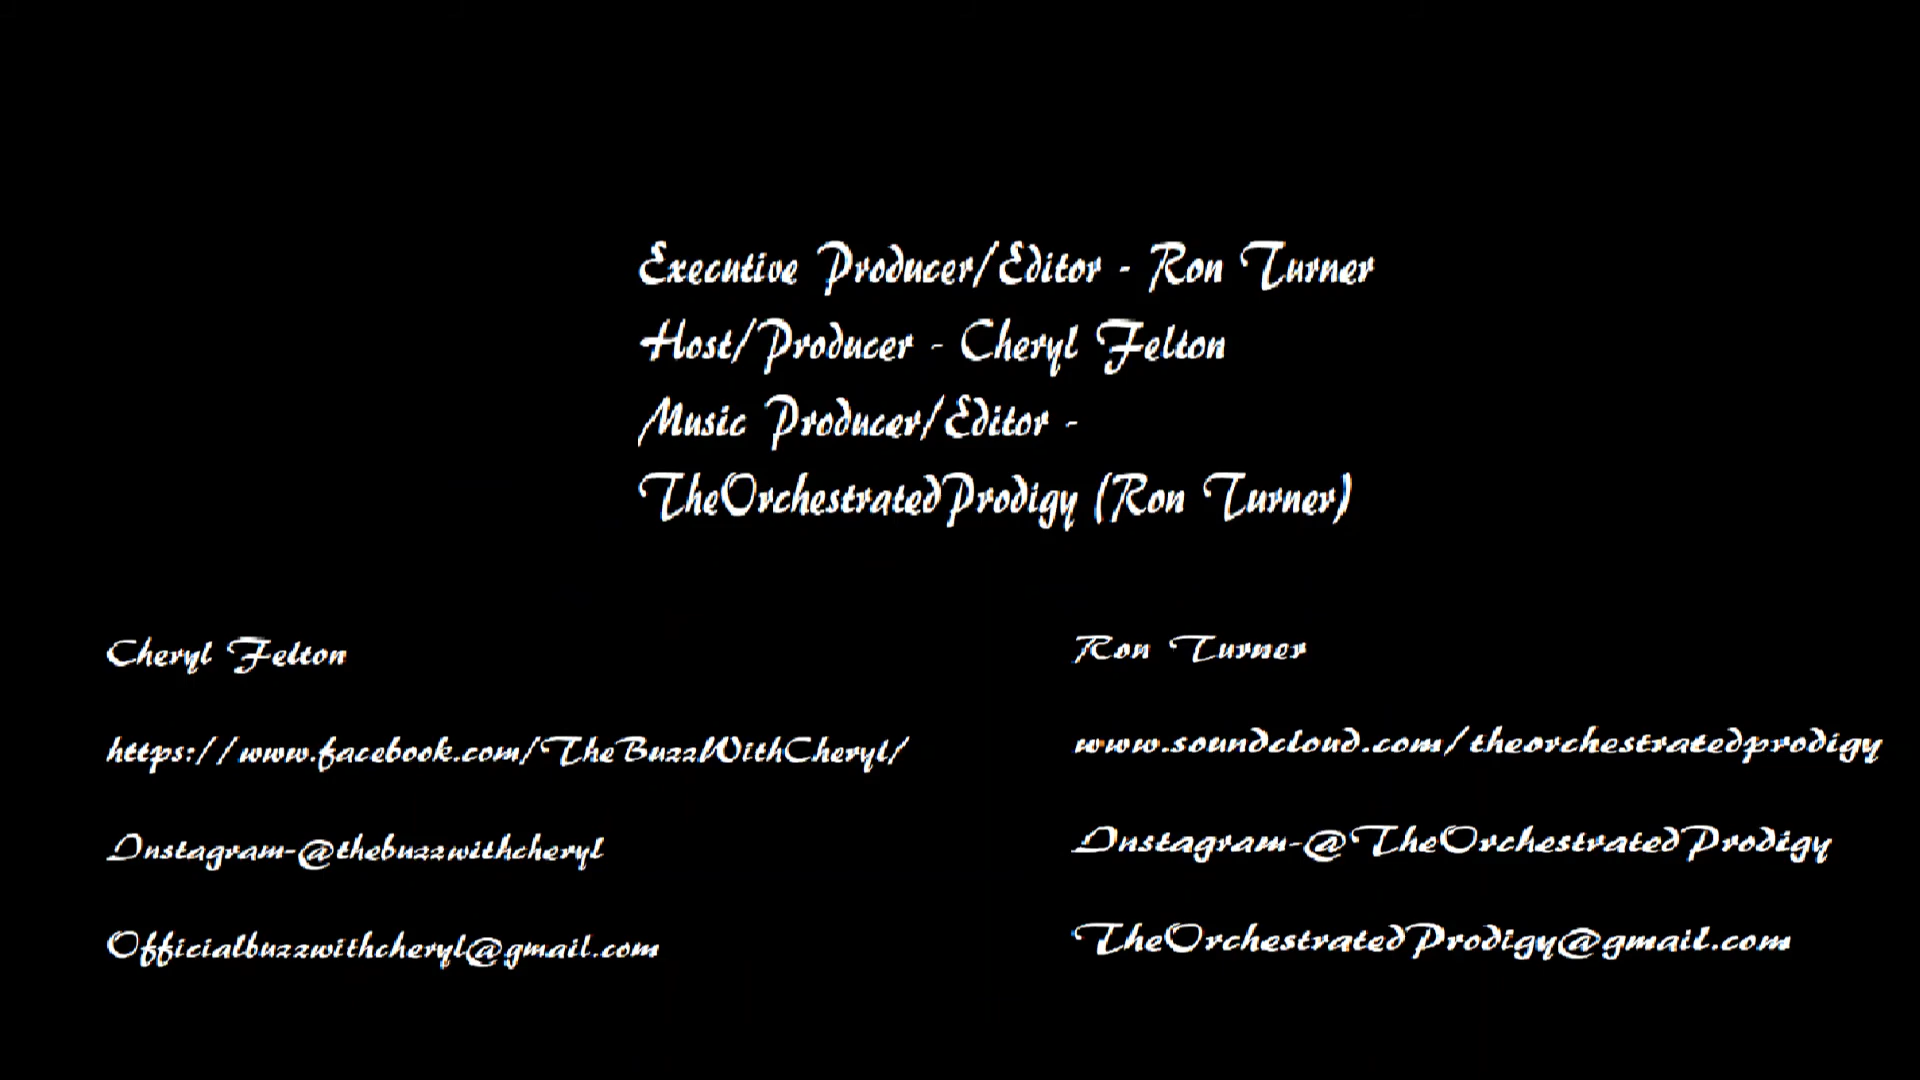 Executive Producer/Editor - Ron Turner
Host/Producer - Cheryl Felton
Music Producer/Editor -
TheOrchestratedProdigy (Ron Turner)
Cheryl Felton
https://www.facebook.com/TheBuzzWithCheryl/
Instagram-@thebuzzwithcheryl
Officialbuzzwithcheryl@gmail.com
Ron Turner
www.soundcloud.com/theorchestratedprodigy
Instagram-@TheOrchestratedProdigy
TheOrchestratedProdigy@gmail.com